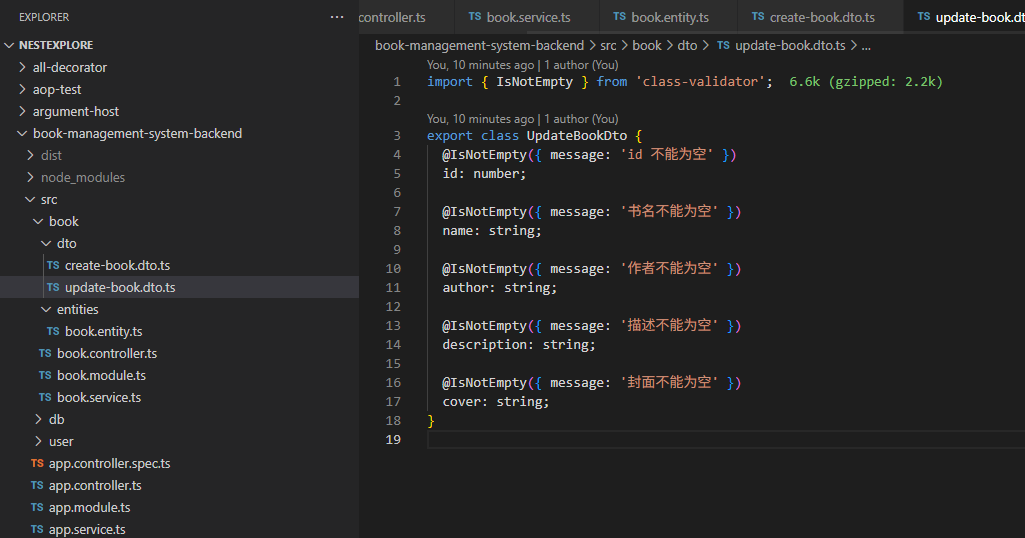 EXPLORER
NESTEXPLORE
all-decorator
aop-test
argument-host
book-management-system-backend
dist
node_modules
src
book
dto
TS create-book.dto.ts
TS update-book.dto.ts
entities
TS book.entity.ts
TS book.controller.ts
TS book.module.ts
TS book.service.ts
db
user
TS app.controller.spec.ts
TS app.controller.ts
TS app.module.ts
TS app.service.ts
controller.ts TS book.service.ts TS book.entity.ts TS create-book.dto.ts TS update-book.dt
book-management-system-backend > src > book > dto > TS update-book.dto.ts > ...
You, 10 minutes ago | 1 author (You)
1 import { IsNotEmpty } from 'class-validator'; 6.6k (gzipped: 2.2k)
2
You, 10 minutes ago | 1 author (You)
3 export class UpdateBookDto {
4 @IsNotEmpty({ message: 'id 不能为空' })
5 id: number;
6
7 @IsNotEmpty({ message: '书名不能为空' })
8 name: string;
9
10 @IsNotEmpty({ message: '作者不能为空' })
11 author: string;
12
13 @IsNotEmpty({ message: '描述不能为空' })
14 description: string;
15
16 @IsNotEmpty({ message: '封面不能为空' })
17 cover: string;
18 }
19